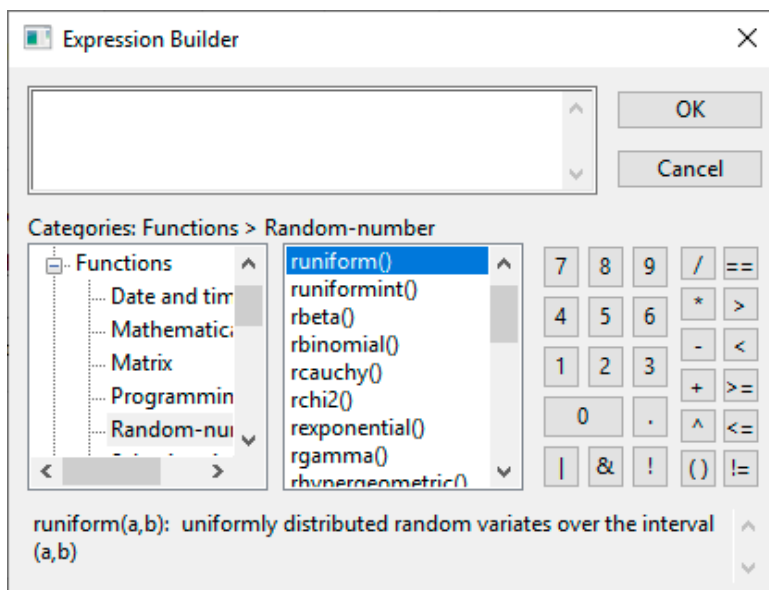 Expression Builder
OK
Cancel
Categories: Functions > Random-number
Functions
Date and tim
Mathematica
Matrix
Programmin
Random-nu
runiform()
runiformint()
rbeta()
rbinomial()
rcauchy()
rchi2()
rexponential()
rgamma()
rhypergeometric()
7 8 9 / ==
4 5 6 * >
1 2 3 - <
0 . + >=
^ <=
| & ! () !=
runiform(a,b): uniformly distributed random variates over the interval
(a,b)